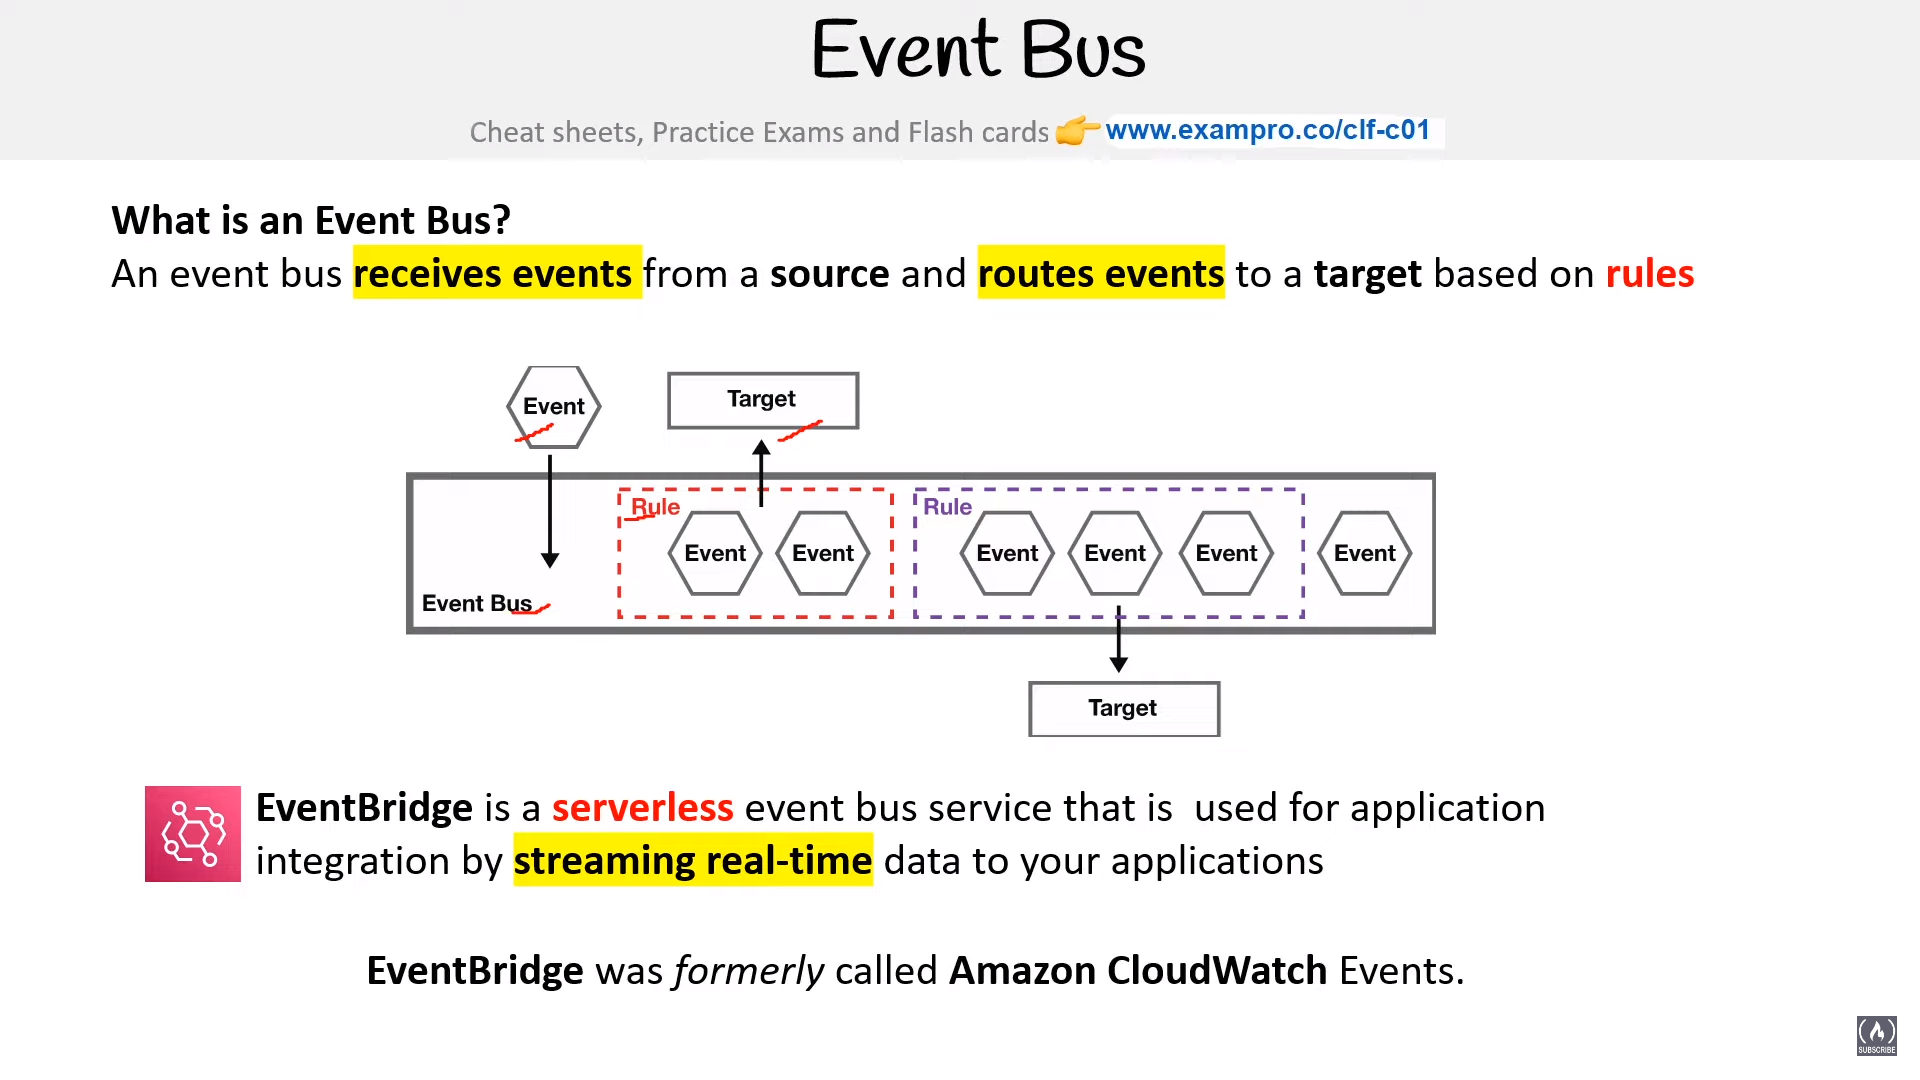 Event Bus
Cheat sheets, Practice Exams and Flash cards 👉 www.exampro.co/clf-c01
What is an Event Bus?
An event bus receives events from a source and routes events to a target based on rules
Event
Target
Rule
Rule
Event
Event
Event
Event
Event
Event
Event Bus
Target
EventBridge is a serverless event bus service that is used for application
integration by streaming real-time data to your applications
EventBridge was formerly called Amazon CloudWatch Events.
SUBSCRIBE